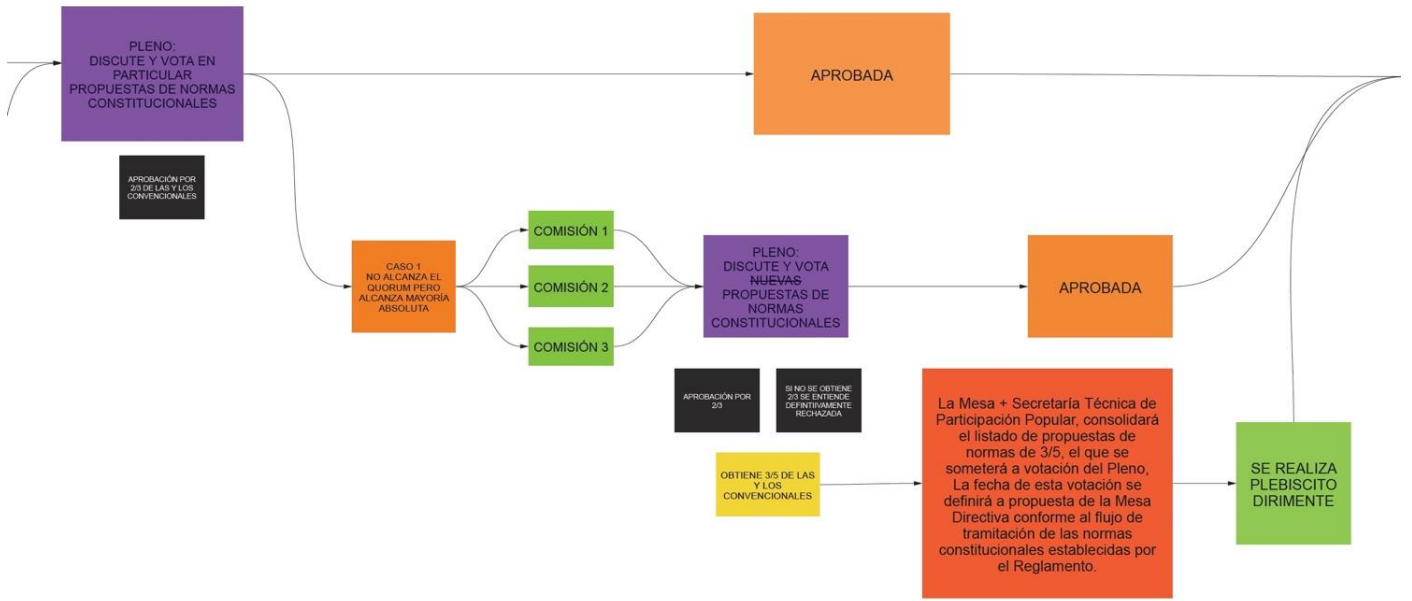 PLENO:
DISCUTE Y VOTA EN
PARTICULAR
PROPUESTAS DE NORMAS
CONSTITUCIONALES
APROBADA
APROBACIÓN POR
2/3 DE LAS Y LOS
CONVENCIONALES
CASO 1
NO ALCANZA EL
QUORUM PERO
ALCANZA MAYORÍA
ABSOLUTA
COMISIÓN 1
COMISIÓN 2
COMISIÓN 3
PLENO:
DISCUTE Y VOTA
NUEVAS
PROPUESTAS DE
NORMAS
CONSTITUCIONALES
APROBADA
APROBACIÓN POR
2/3
SI NO SE OBTIENE
2/3 SE ENTIENDE
DEFINTIIVAMENTE
RECHAZADA
OBTIENE 3/5 DE LAS
Y LOS
CONVENCIONALES
La Mesa + Secretaría Técnica de
Participación Popular, consolidará
el listado de propuestas de
normas de 3/5, el que se
someterá a votación del Pleno,
La fecha de esta votación se
definirá a propuesta de la Mesa
Directiva conforme al flujo de
tramitación de las normas
constitucionales establecidas por
el Reglamento.
SE REALIZA
PLEBISCITO
DIRIMENTE